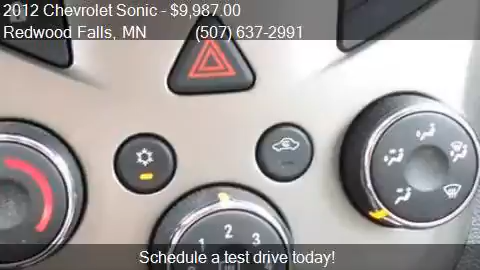 2012 Chevrolet Sonic - $9,987.00
Redwood Falls, MN (507) 637-2991
1 2 3 4
Schedule a test drive today!